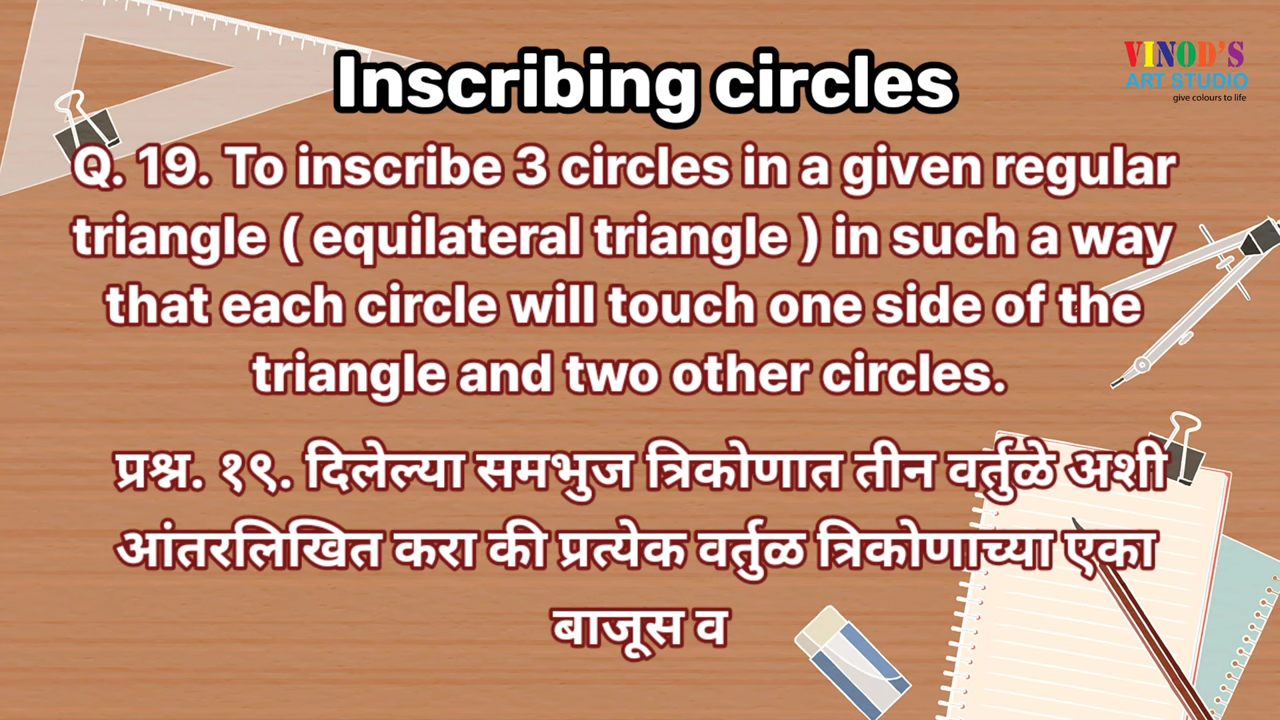 Inscribing circles
VINOD'S
ART STUDIO
give colours to life
Q. 19. To inscribe 3 circles in a given regular
triangle ( equilateral triangle ) in such a way
that each circle will touch one side of the
triangle and two other circles.
प्रश्न. १९. दिलेल्या समभुज त्रिकोणात तीन वर्तुळे अशी
आंतरलिखित करा की प्रत्येक वर्तुळ त्रिकोणाच्या एका
बाजूस व